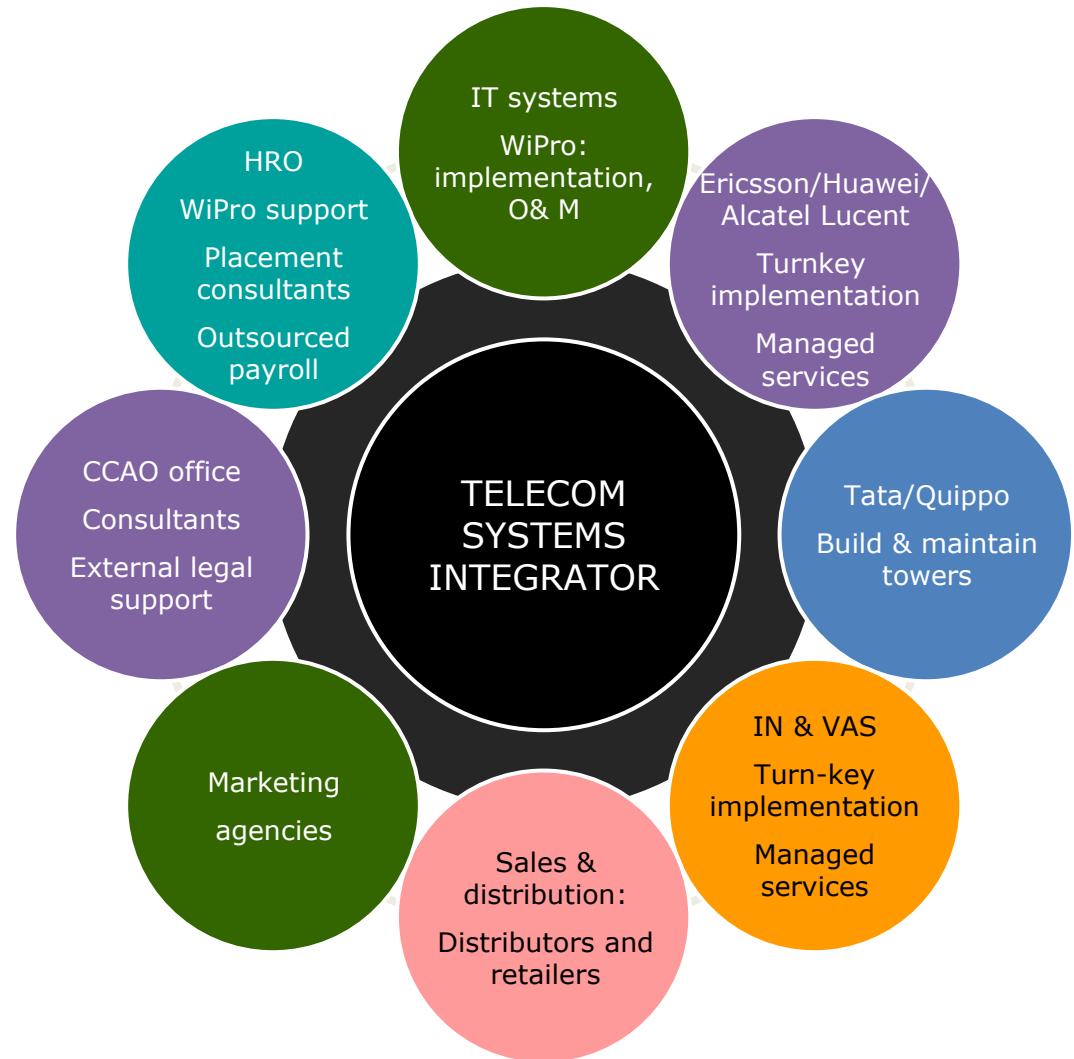 IT systems
WiPro:
implementation,
O& M
Ericsson/Huawei/
Alcatel Lucent
Turnkey
implementation
Managed
services
Tata/Quippo
Build & maintain
towers
IN & VAS
Turn-key
implementation
Managed
services
Sales &
distribution:
Distributors and
retailers
Marketing
agencies
CCAO office
Consultants
External legal
support
HRO
WiPro support
Placement
consultants
Outsourced
payroll
TELECOM
SYSTEMS
INTEGRATOR